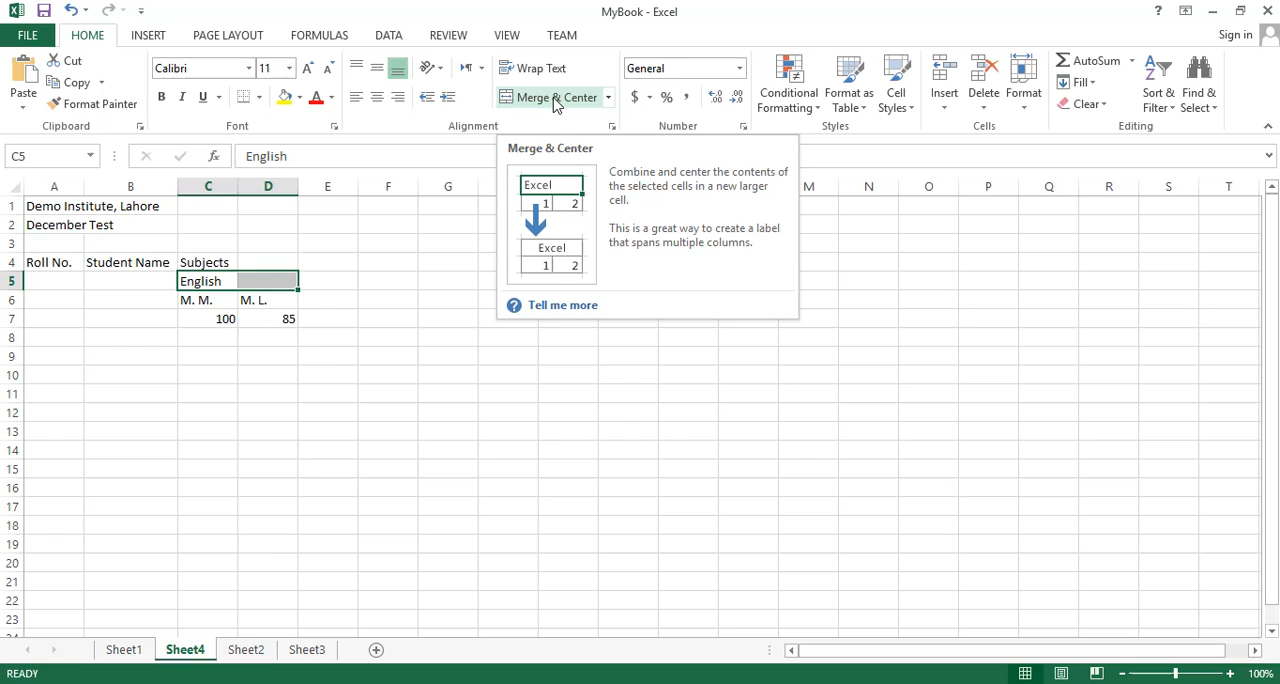 MyBook - Excel
?
FILE HOME INSERT PAGE LAYOUT FORMULAS DATA REVIEW VIEW TEAM Sign in
Paste
Cut
Copy
Format Painter
Clipboard
Calibri 11
B I U
Font
Wrap Text
Merge & Center
Alignment
General
$ % ,
Number
Conditional Formatting
Format as Table
Cell Styles
Styles
Insert Delete Format
Cells
AutoSum
Fill
Clear
Sort & Filter
Find & Select
Editing
C5 fx English
Merge & Center
Excel
1 2
Excel
1 2
Combine and center the contents of
the selected cells in a new larger
cell.
This is a great way to create a label
that spans multiple columns.
? Tell me more
A B C D E F G M N O P Q R S T
1 Demo Institute, Lahore
2 December Test
3
4 Roll No. Student Name Subjects
5 English
6 M. M. M. L.
7 100 85
8
9
10
11
12
13
14
15
16
17
18
19
20
21
22
23
Sheet1 Sheet4 Sheet2 Sheet3
READY 100%